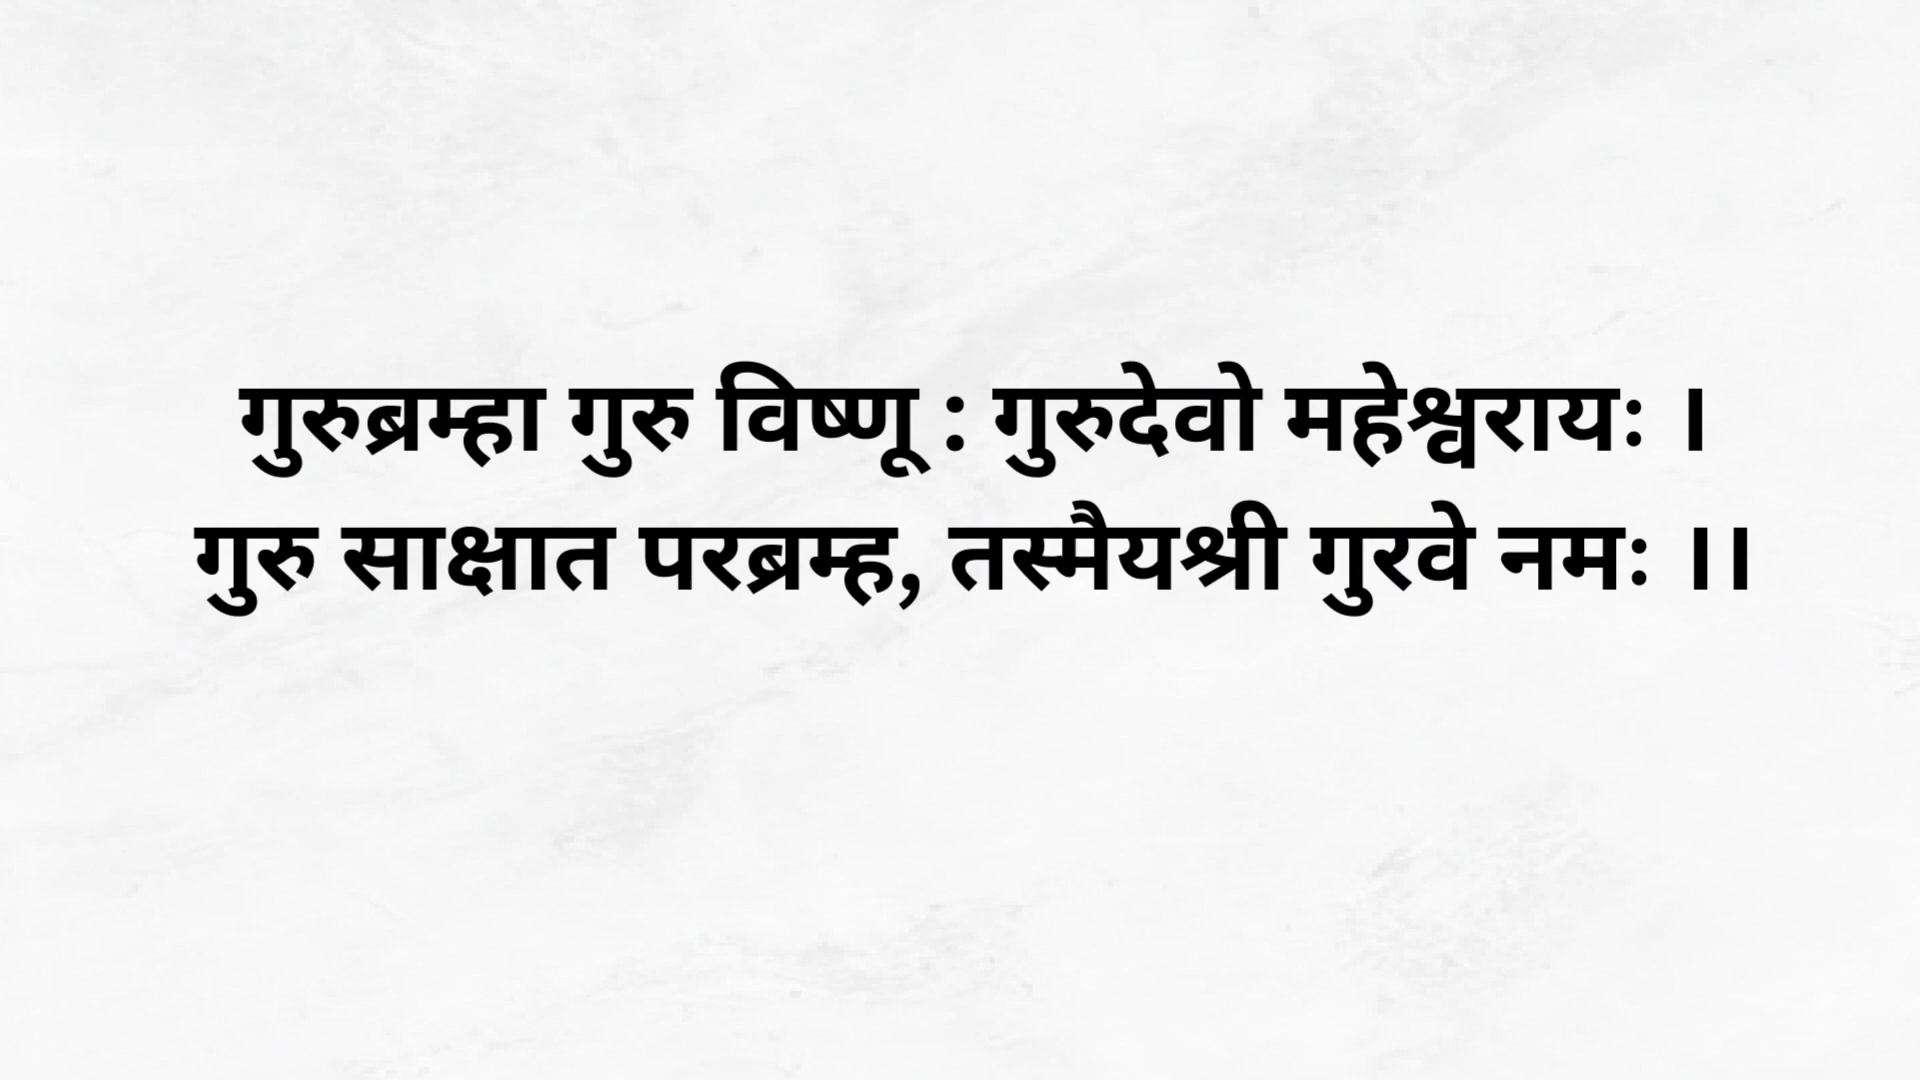 गुरुब्रम्हा गुरु विष्णू : गुरुदेवो महेश्वरायः ।
गुरु साक्षात परब्रम्ह, तस्मैयश्री गुरवे नमः ।।